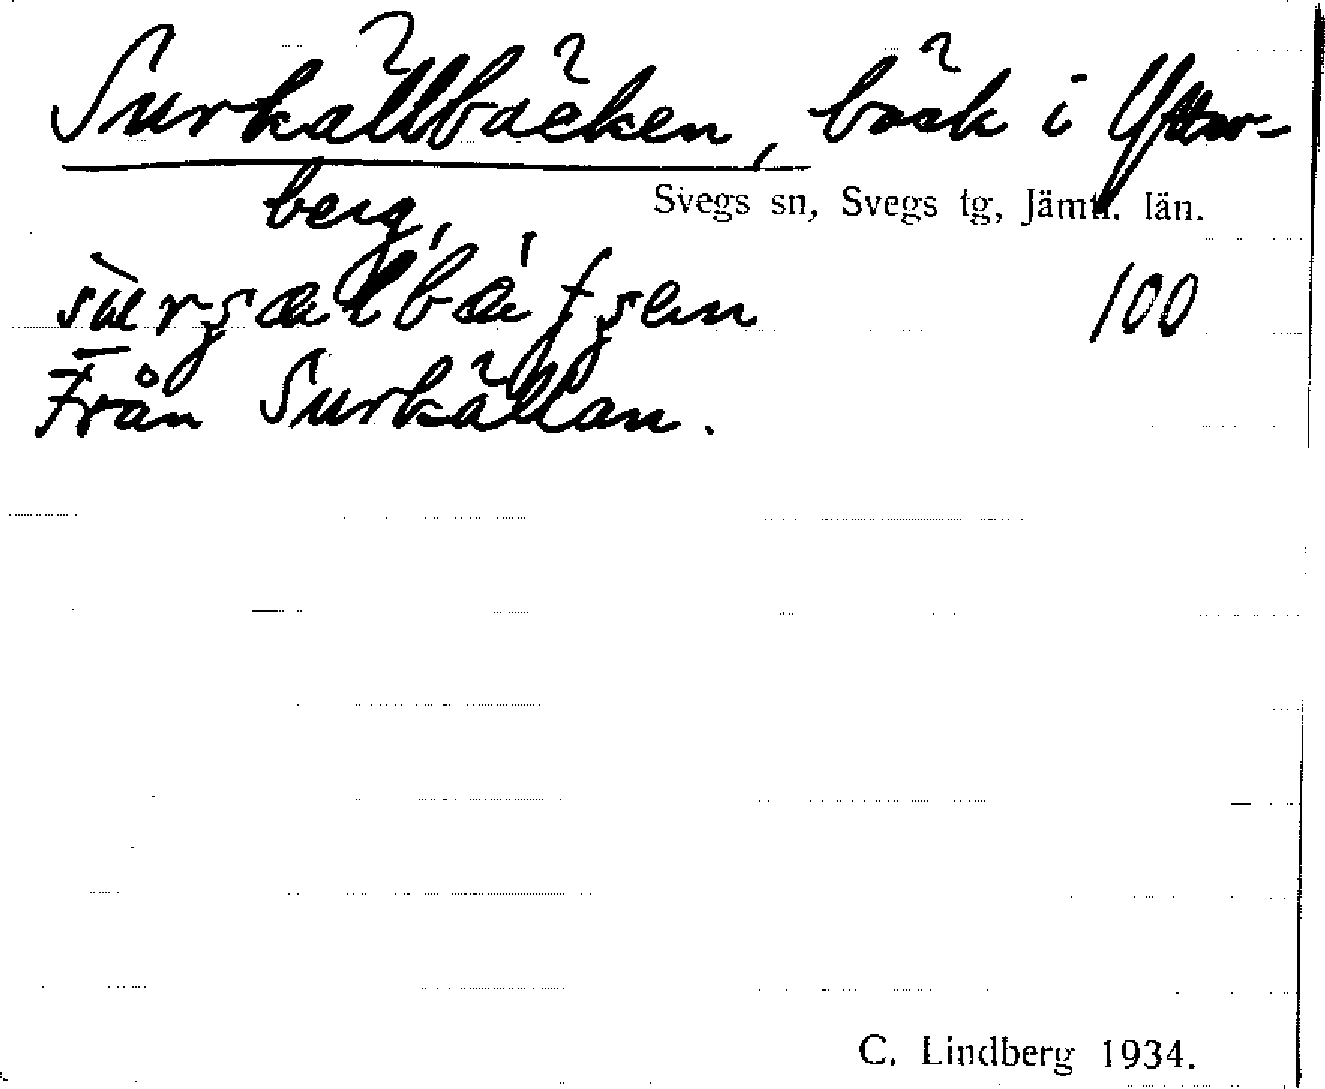 Surkällbäcken, bäck i Ytter-
berg,
Svegs sn, Svegs tg, Jämtl. län.
100
Från Surkällan.
C. Lindberg 1934.